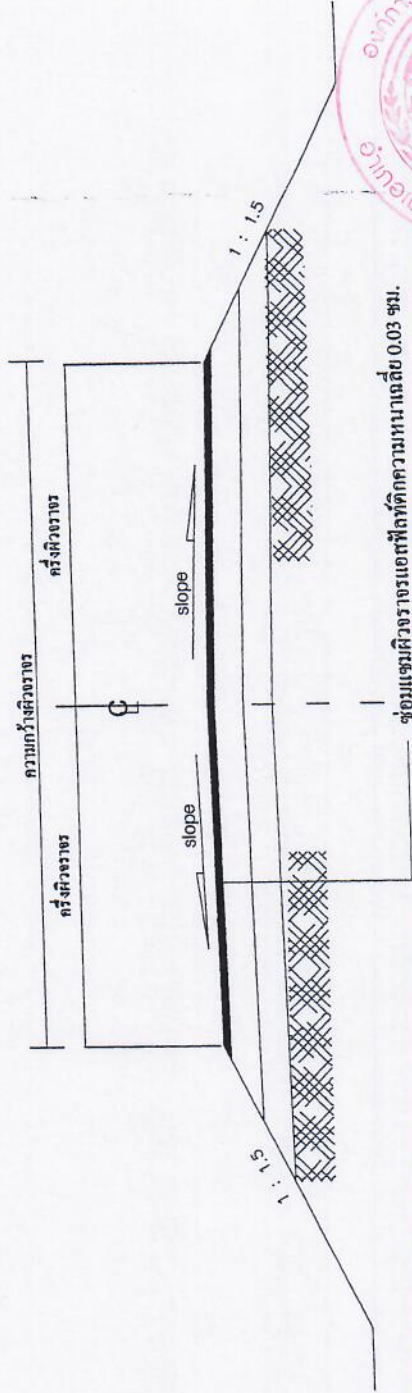 ความกว้างผิวจราจร
ครึ่งผิวจราจร
ครึ่งผิวจราจร
slope
slope
1 : 1.5
1 : 1.5
ซ่อมแซมผิวจราจรแอสฟัลท์ติกความหนาเฉลี่ย 0.03 ซม.